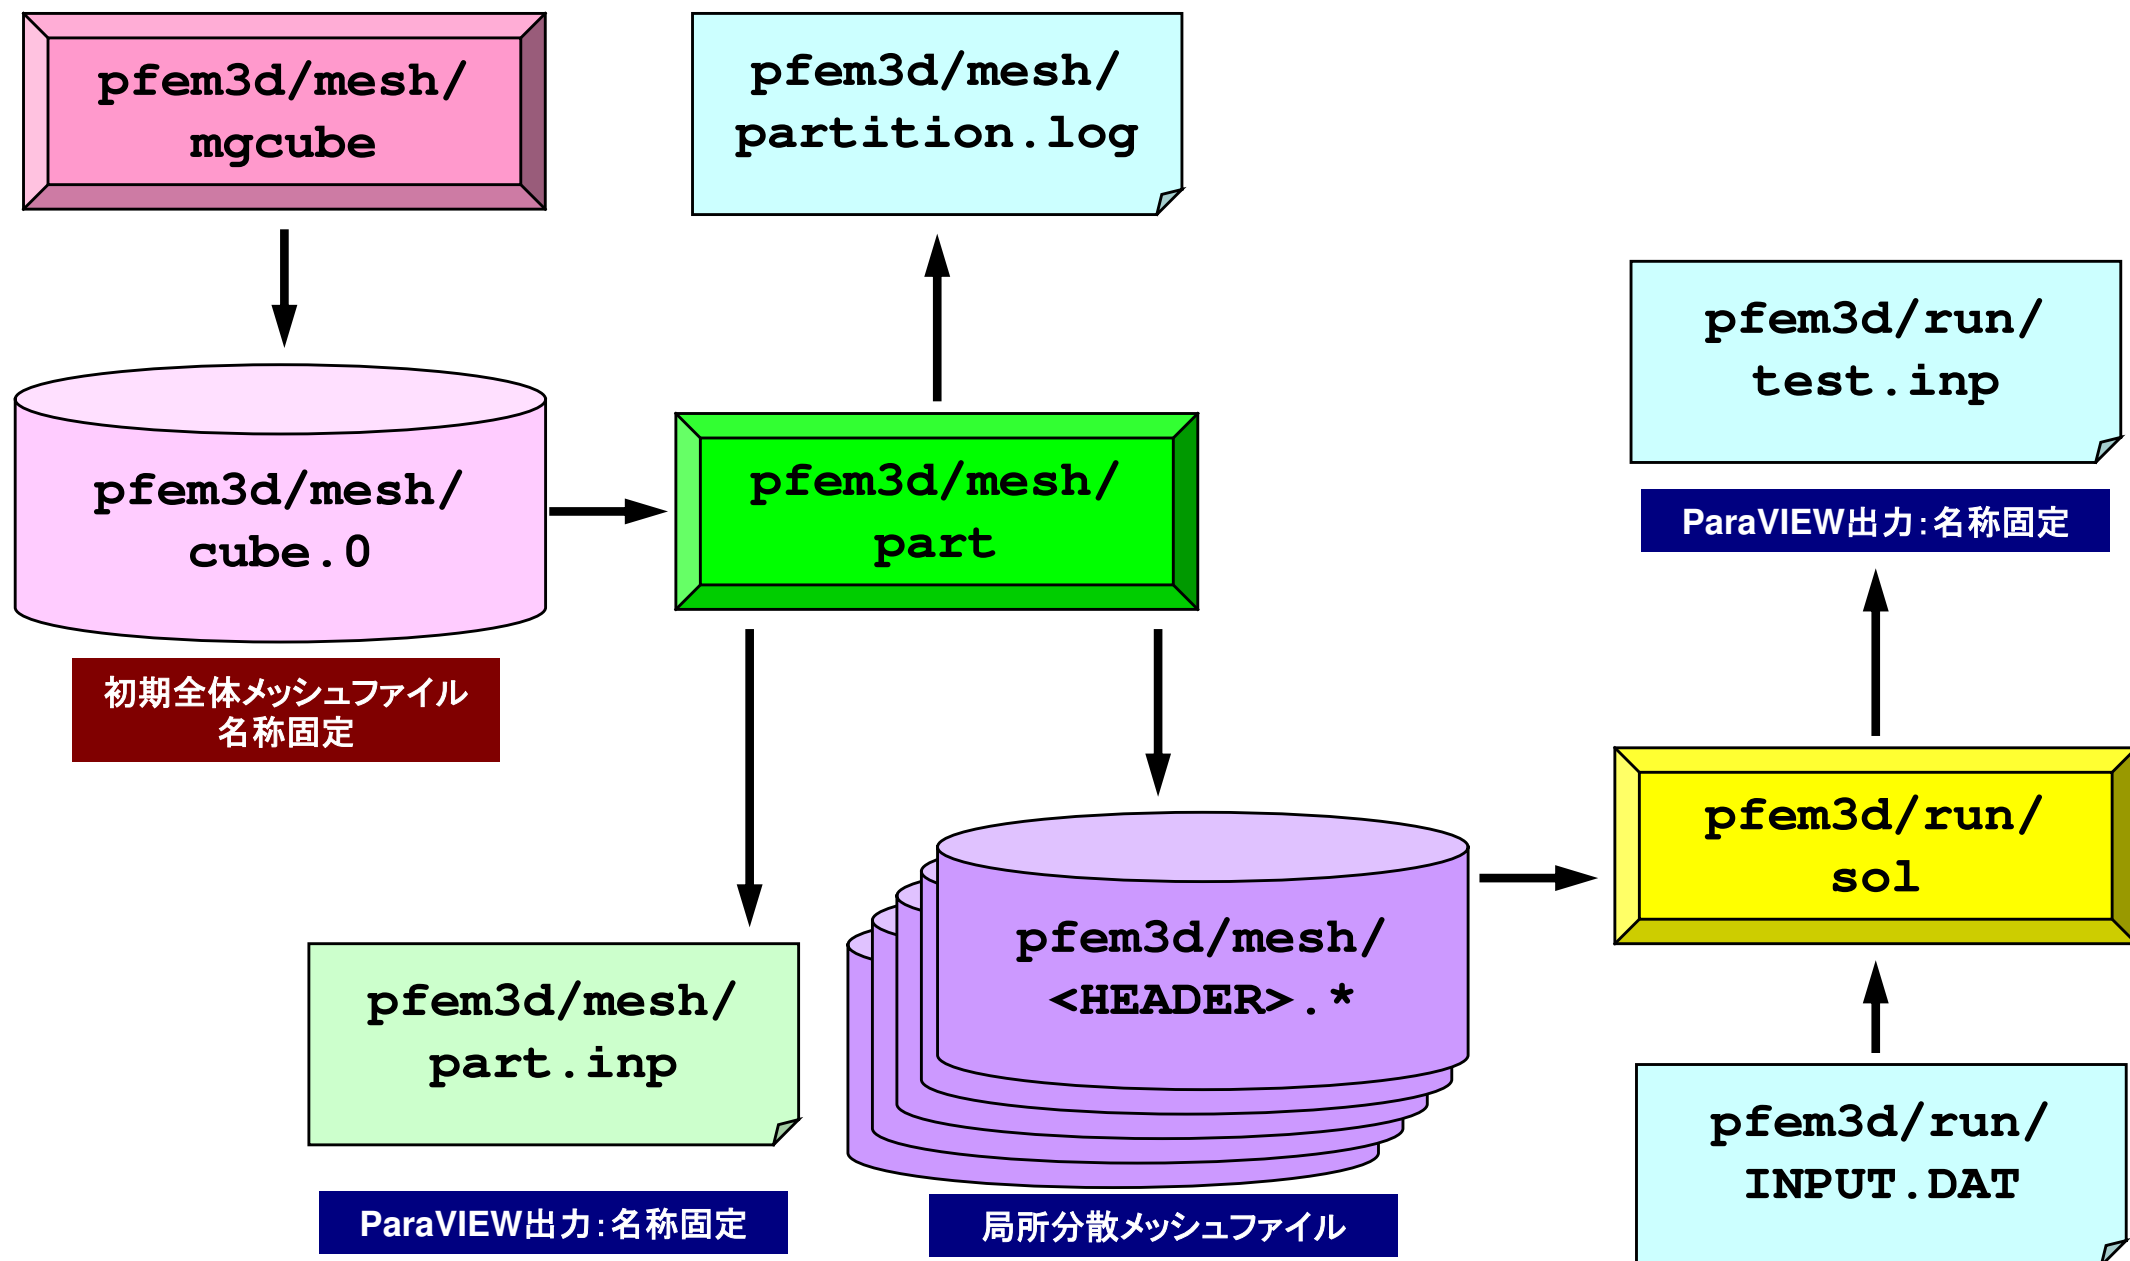 pfem3d/mesh/
mgcube
pfem3d/mesh/
partition.log
pfem3d/run/
test.inp
ParaVIEW出力：名称固定
pfem3d/mesh/
cube.0
初期全体メッシュファイル
名称固定
pfem3d/mesh/
part
pfem3d/run/
sol
pfem3d/mesh/
part.inp
ParaVIEW出力：名称固定
pfem3d/mesh/
<HEADER>.*
局所分散メッシュファイル
pfem3d/run/
INPUT.DAT